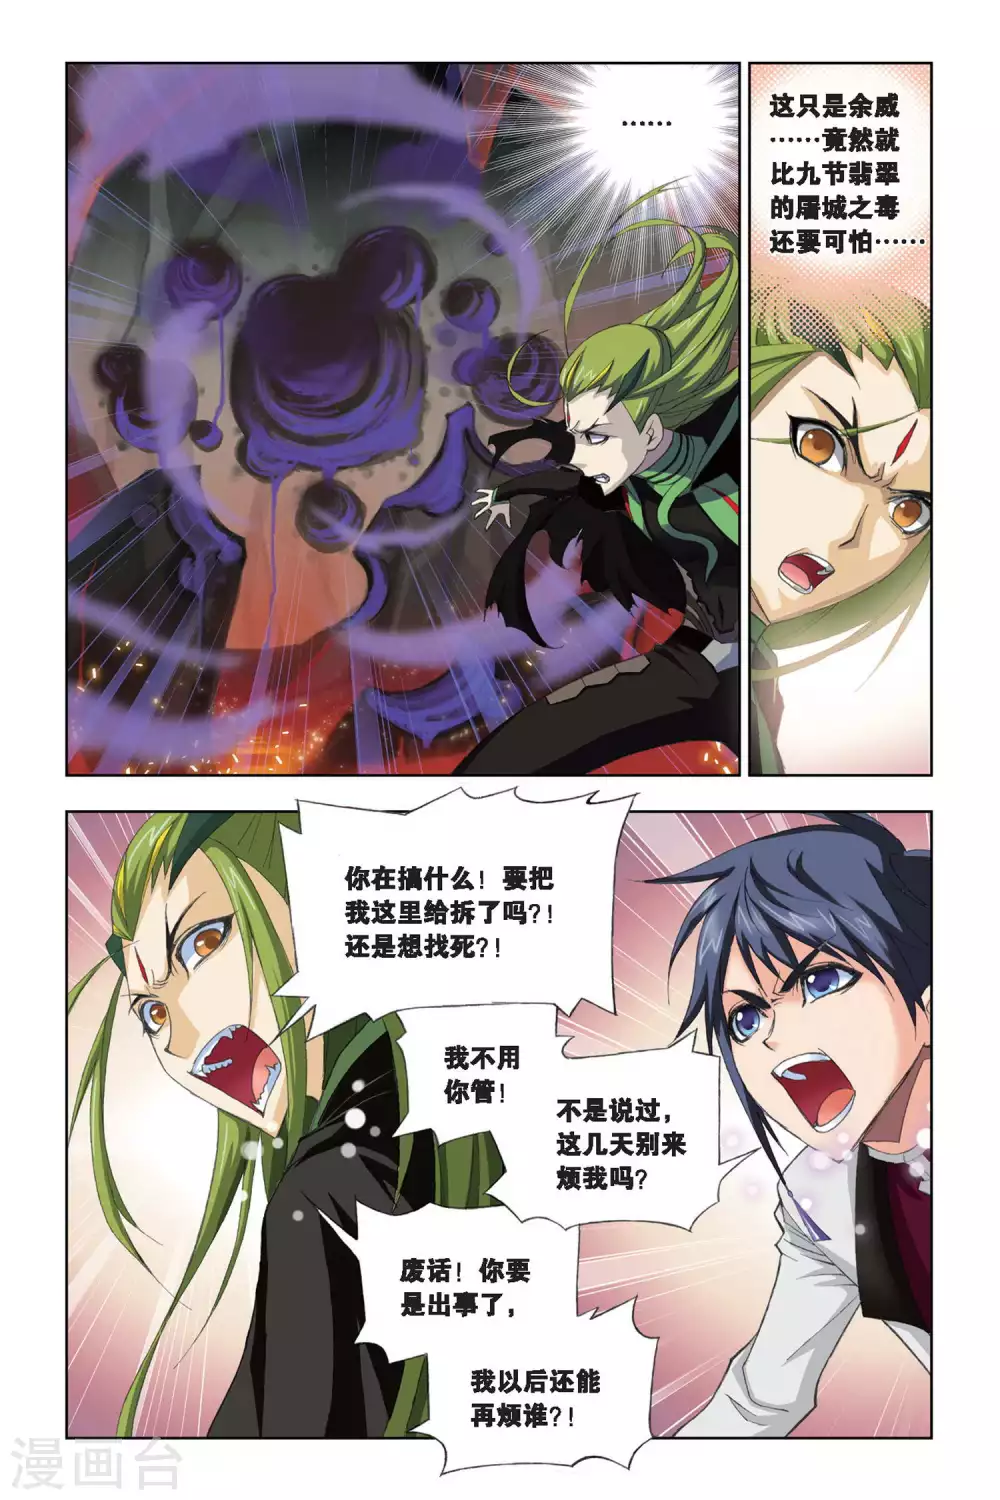 ……
这只是余威
……竟然就
比九节翡翠
的屠城之毒
还要可怕……
你在搞什么！要把
我这里给拆了吗?!
还是想找死?!
我不用
你管！
不是说过，
这几天别来
烦我吗?
废话！你要
是出事了，
我以后还能
再烦谁?!
漫画台